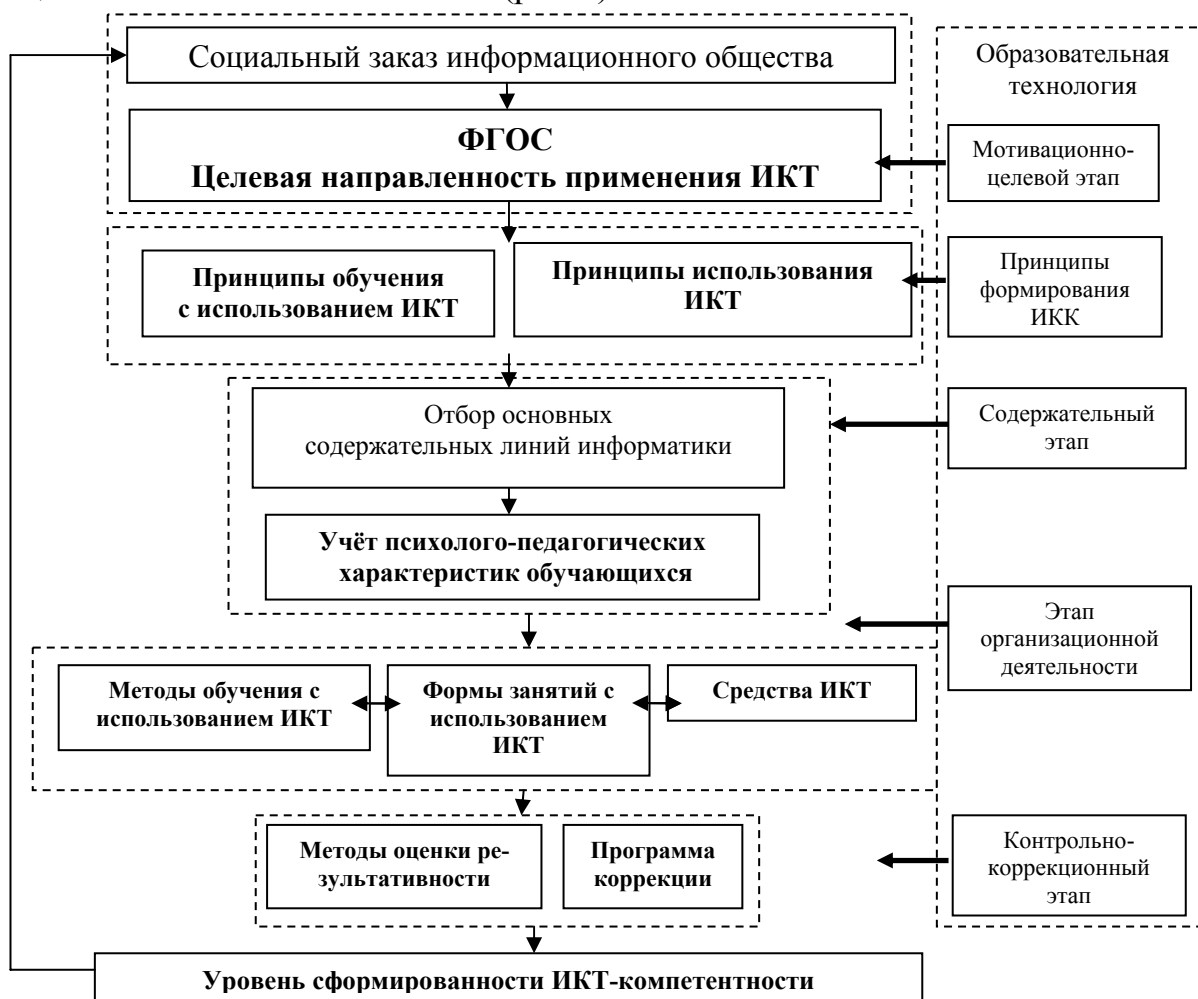 Социальный заказ информационного общества
ФГОС
Целевая направленность применения ИКТ
Образовательная
технология
Мотивационно-
целевой этап
Принципы обучения
с использованием ИКТ
Принципы использования
ИКТ
Принципы
формирования
ИКК
Отбор основных
содержательных линий информатики
Содержательный
этап
Учёт психолого-педагогических
характеристик обучающихся
Этап
организационной
деятельности
Методы обучения с
использованием ИКТ
Формы занятий с
использованием
ИКТ
Средства ИКТ
Методы оценки ре-
зультативности
Программа
коррекции
Контрольно-
коррекционный
этап
Уровень сформированности ИКТ-компетентности